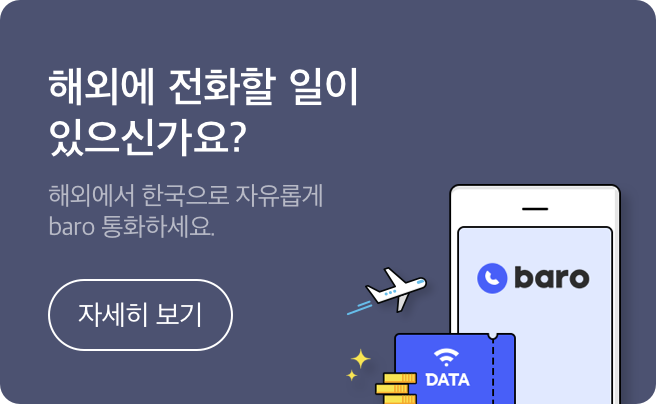 해외에 전화할 일이
있으신가요?
해외에서 한국으로 자유롭게
baro 통화하세요.
자세히 보기
baro
DATA